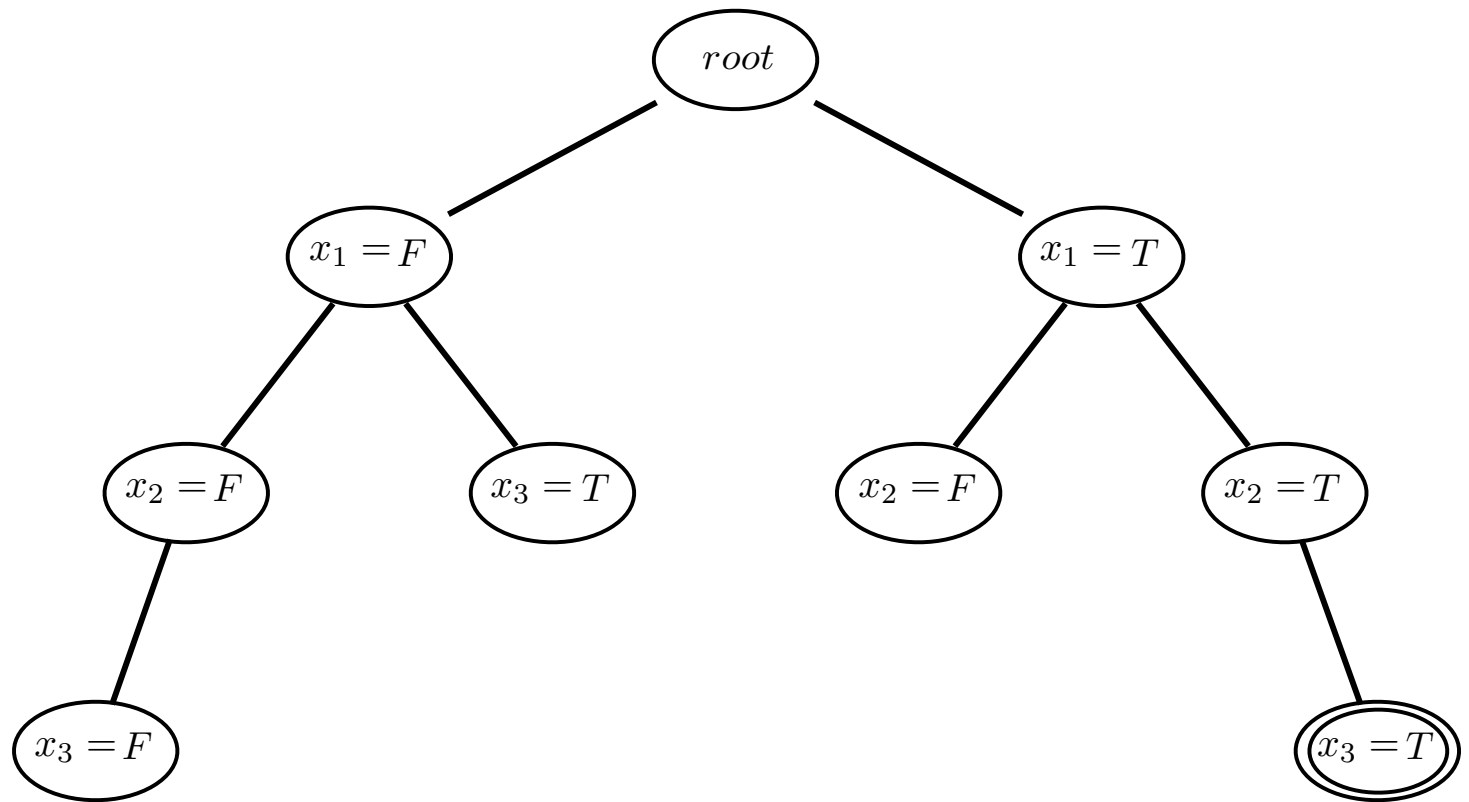 root
x₁ = F
x₁ = T
x₂ = F
x₃ = T
x₂ = F
x₂ = T
x₃ = F
x₃ = T